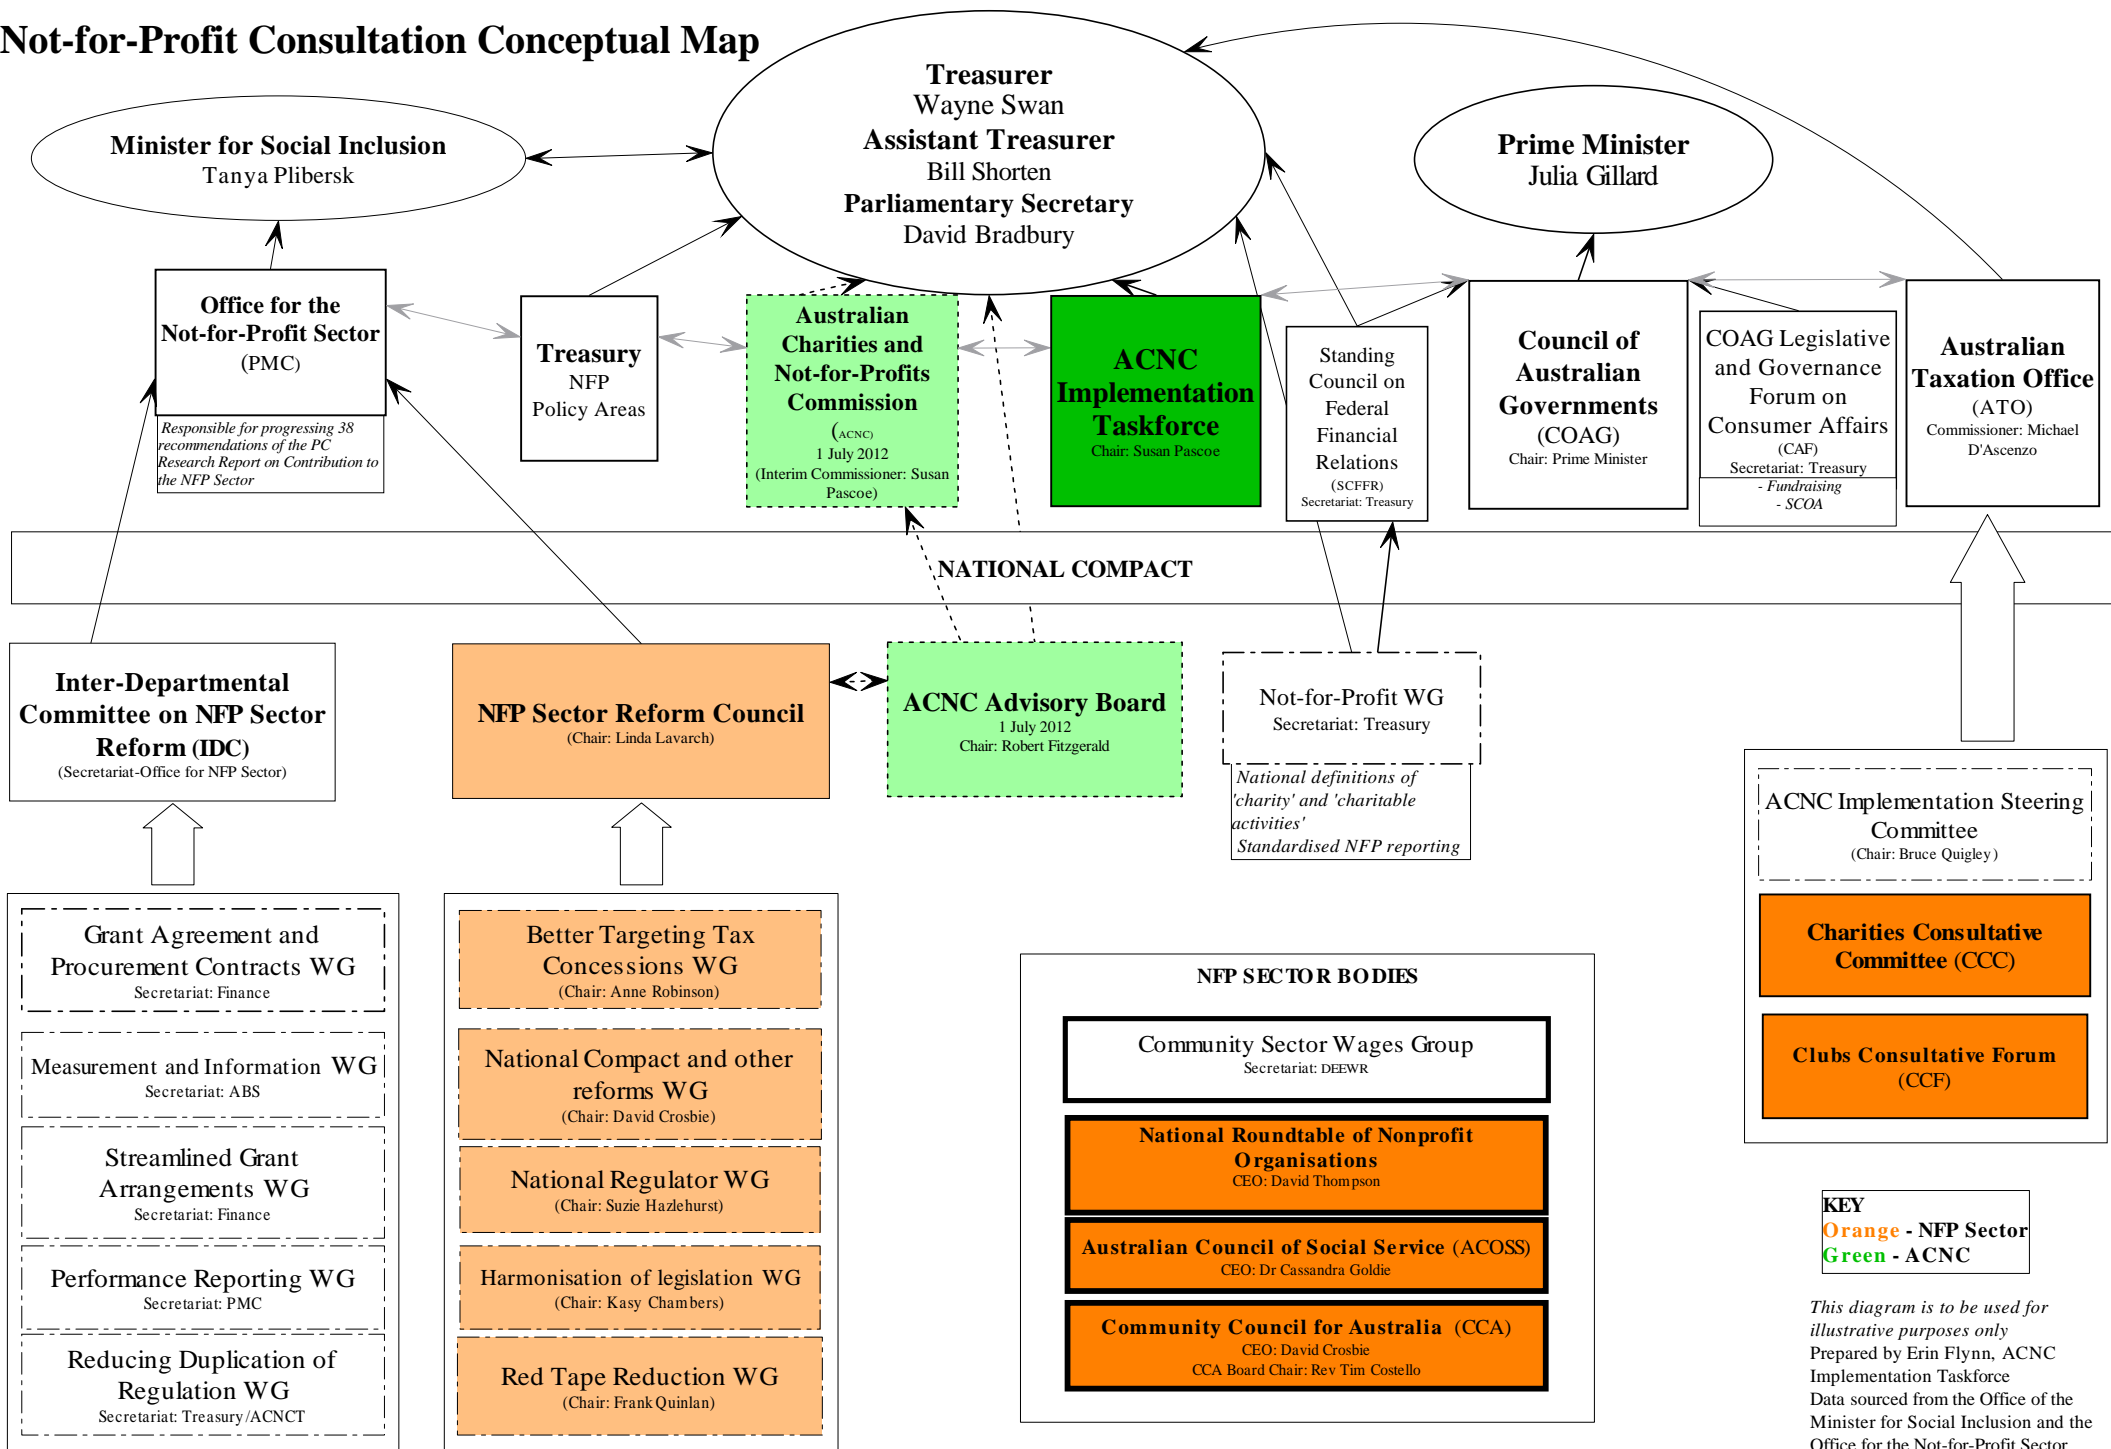 Not-for-Profit Consultation Conceptual Map
Treasurer
Wayne Swan
Assistant Treasurer
Bill Shorten
Parliamentary Secretary
David Bradbury
Minister for Social Inclusion
Tanya Plibersk
Prime Minister
Julia Gillard
Office for the
Not-for-Profit Sector
(PMC)
Responsible for progressing 38
recommendations of the PC
Research Report on Contribution to
the NFP Sector
Treasury
NFP
Policy Areas
Australian
Charities and
Not-for-Profits
Commission
(ACNC)
1 July 2012
(Interim Commissioner: Susan
Pascoe)
ACNC
Implementation
Taskforce
Chair: Susan Pascoe
Standing
Council on
Federal
Financial
Relations
(SCFFR)
Secretariat: Treasury
Council of
Australian
Governments
(COAG)
Chair: Prime Minister
COAG Legislative
and Governance
Forum on
Consumer Affairs
(CAF)
Secretariat: Treasury
- Fundraising
- SCOA
Australian
Taxation Office
(ATO)
Commissioner: Michael
D'Ascenzo
NATIONAL COMPACT
Inter-Departmental
Committee on NFP Sector
Reform (IDC)
(Secretariat-Office for NFP Sector)
NFP Sector Reform Council
(Chair: Linda Lavarch)
ACNC Advisory Board
1 July 2012
Chair: Robert Fitzgerald
Not-for-Profit WG
Secretariat: Treasury
National definitions of
'charity' and 'charitable
activities'
Standardised NFP reporting
ACNC Implementation Steering
Committee
(Chair: Bruce Quigley)
Charities Consultative
Committee (CCC)
Clubs Consultative Forum
(CCF)
Grant Agreement and
Procurement Contracts WG
Secretariat: Finance
Measurement and Information WG
Secretariat: ABS
Streamlined Grant
Arrangements WG
Secretariat: Finance
Performance Reporting WG
Secretariat: PMC
Reducing Duplication of
Regulation WG
Secretariat: Treasury/ACNCT
Better Targeting Tax
Concessions WG
(Chair: Anne Robinson)
National Compact and other
reforms WG
(Chair: David Crosbie)
National Regulator WG
(Chair: Suzie Hazlehurst)
Harmonisation of legislation WG
(Chair: Kasy Chambers)
Red Tape Reduction WG
(Chair: Frank Quinlan)
NFP SECTOR BODIES
Community Sector Wages Group
Secretariat: DEEWR
National Roundtable of Nonprofit
Organisations
CEO: David Thompson
Australian Council of Social Service (ACOSS)
CEO: Dr Cassandra Goldie
Community Council for Australia (CCA)
CEO: David Crosbie
CCA Board Chair: Rev Tim Costello
KEY
Orange - NFP Sector
Green - ACNC
This diagram is to be used for
illustrative purposes only
Prepared by Erin Flynn, ACNC
Implementation Taskforce
Data sourced from the Office of the
Minister for Social Inclusion and the
Office for the Not-for-Profit Sector